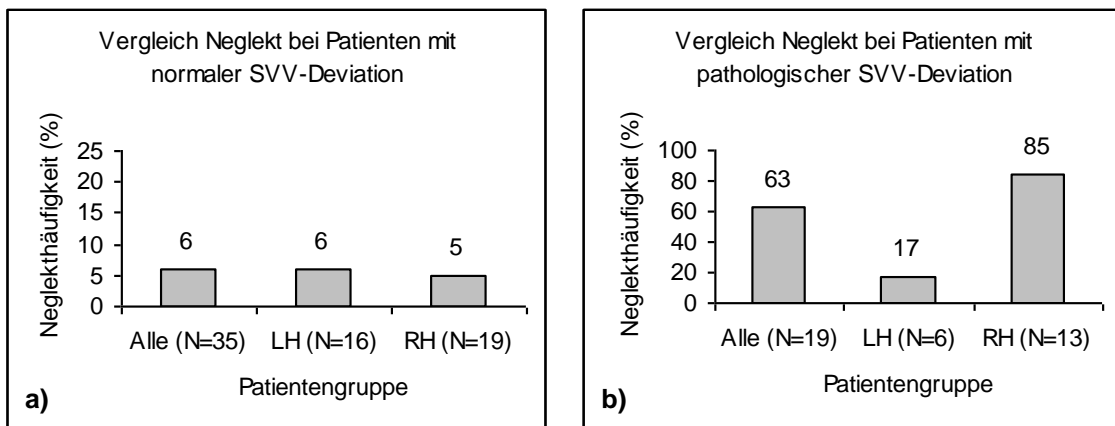 Vergleich Neglekt bei Patienten mit
normaler SVV-Deviation
Neglekthäufigkeit (%)
25
20
15
10
5
0
6
6
5
Alle (N=35) LH (N=16) RH (N=19)
Patientengruppe
a)
Vergleich Neglekt bei Patienten mit
pathologischer SVV-Deviation
Neglekthäufigkeit (%)
100
80
60
40
20
0
63
17
85
Alle (N=19) LH (N=6) RH (N=13)
Patientengruppe
b)